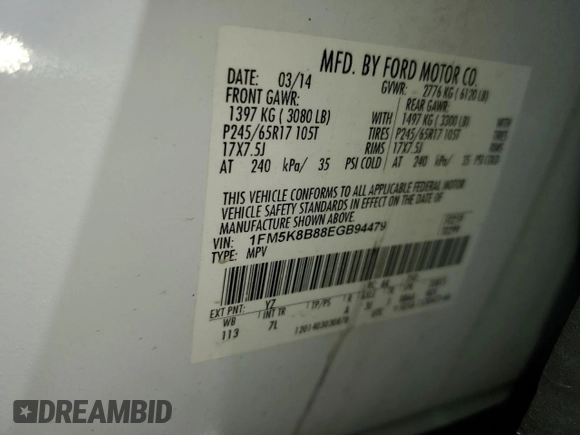 MFD. BY FORD MOTOR CO.
DATE: 03/14 GVWR: 2776 KG ( 6120 LB)
FRONT GAWR: REAR GAWR:
1397 KG ( 3080 LB) WITH 1497 KG ( 3300 LB) WITH
P245/65R17 105T TIRES P245/65R17 105T TIRES
17X7.5J RIMS 17X7.5J RIMS
AT 240 kPa/ 35 PSI COLD AT 240 kPa/ 35 PSI COLD
THIS VEHICLE CONFORMS TO ALL APPLICABLE FEDERAL MOTOR
VEHICLE SAFETY STANDARDS IN EFFECT ON THE DATE OF
MANUFACTURE SHOWN ABOVE.
VIN: 1FM5K8B88EGB94479
TYPE: MPV
EXT PNT: YZ
WB INT TR TP/PS R
113 7L
DREAMBID